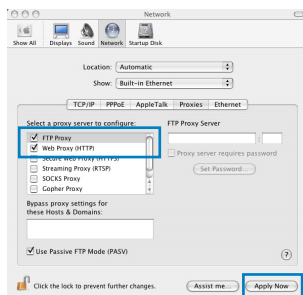 Network
Show All Displays Sound Network Startup Disk
Location: Automatic
Show: Built-in Ethernet
TCP/IP PPPoE AppleTalk Proxies Ethernet
Select a proxy server to configure:
FTP Proxy Server
FTP Proxy
Web Proxy (HTTP)
:
Secure Web Proxy (HTTPS)
Proxy server requires password
Streaming Proxy (RTSP)
Set Password...
SOCKS Proxy
Gopher Proxy
Bypass proxy settings for
these Hosts & Domains:
Use Passive FTP Mode (PASV)
?
Click the lock to prevent further changes.
Assist me...
Apply Now